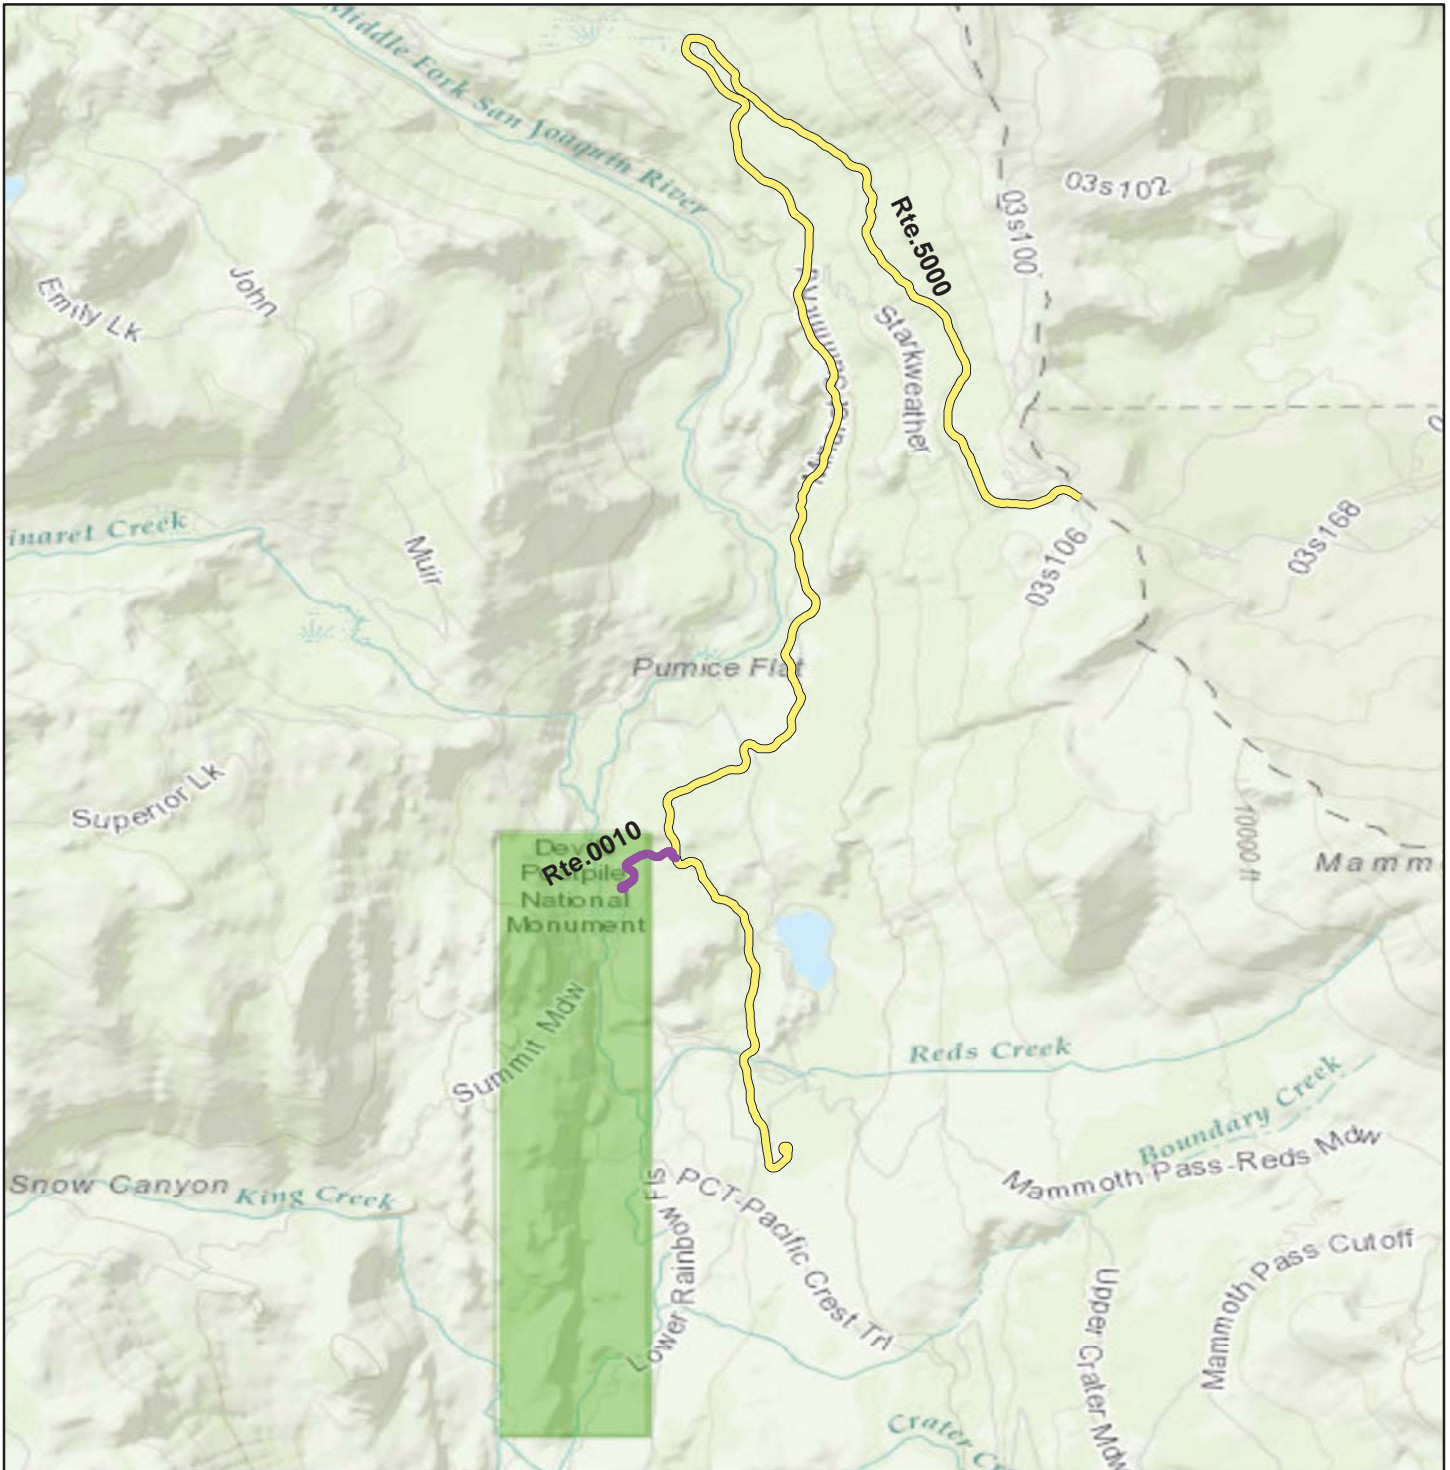 Middle Fork San Joaquin River
03s102
03s100
Rte.5000
Emily Lk
John
Starkweather
03s168
inaret Creek
Muir
03s106
Pumice Flat
Superior Lk
10000 ft
Mamm
Rte.0010
National
Monument
Summit Mdw
Reds Creek
Boundary Creek
Mammoth Pass-Reds Mdw
Snow Canyon
King Creek
Lower Rainbow Fls
PCT-Pacific Crest Trl
Mammoth Pass Cutoff
Upper Crater Mdw
Crater Cr